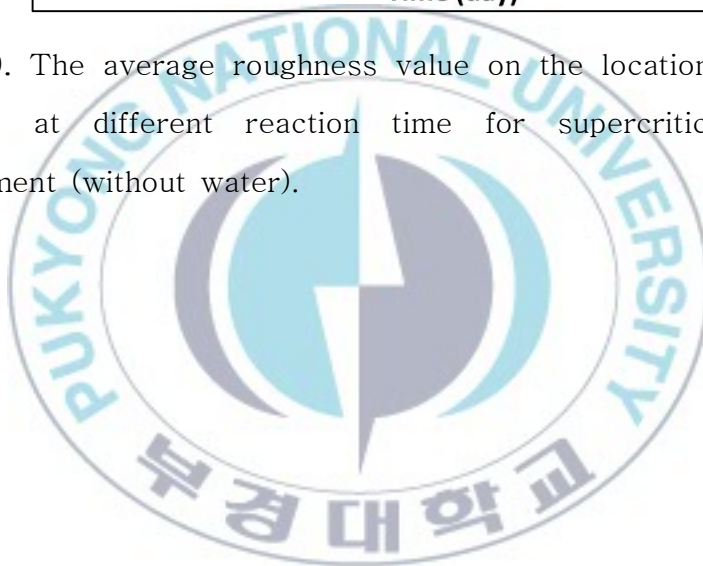 Time (day)
). The average roughness value on the location
at different reaction time for supercritic
ment (without water).
PUKYONG NATIONAL UNIVERSITY
부경대학교